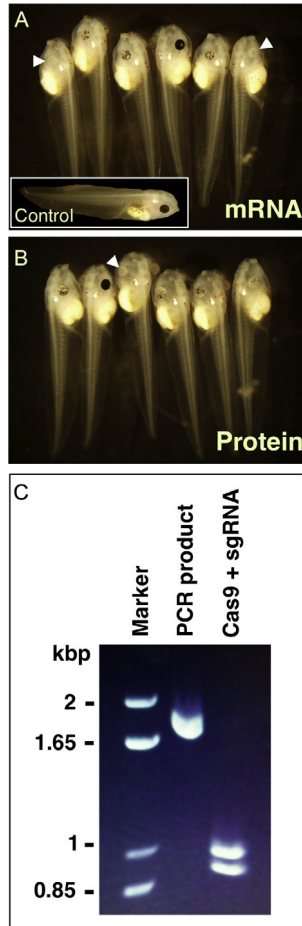 A
Control
mRNA
B
Protein
C
Marker
PCR product
Cas9 + sgRNA
kbp
2 -
1.65 -
1 -
0.85 -